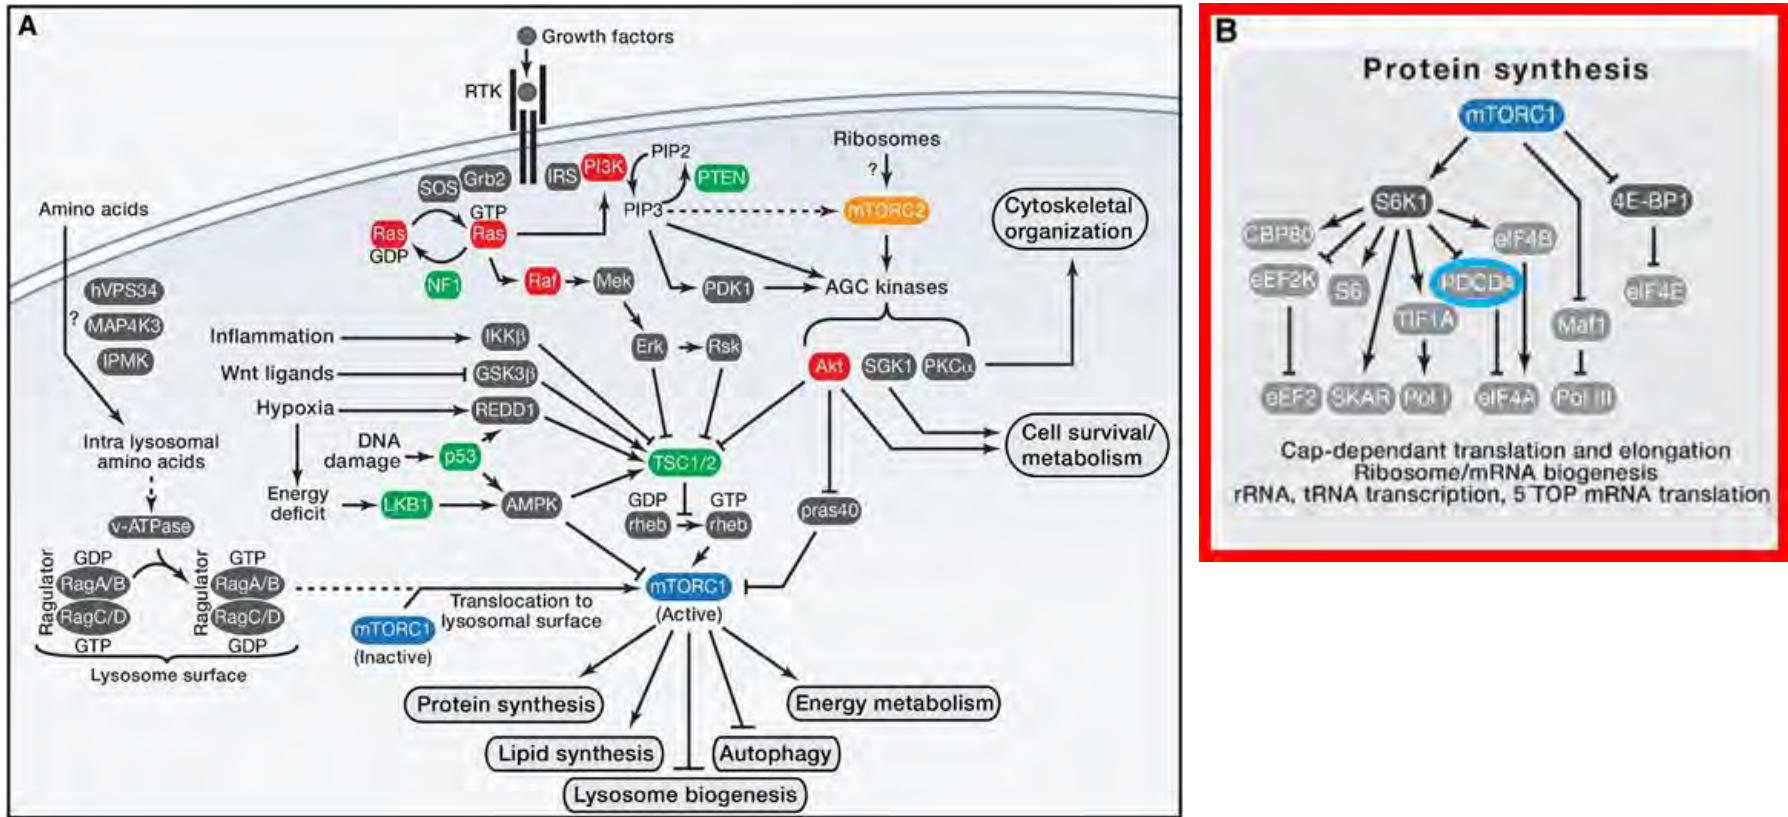 A
Growth factors
RTK
Ribosomes
?
PIP2
SOS
Grb2
IRS
PI3K
PTEN
Amino acids
GTP
PIP3
mTORC2
Cytoskeletal
organization
Ras
Ras
GDP
NF1
Raf
Mek
PDK1
AGC kinases
hVPS34
?
MAP4K3
IPMK
Inflammation
IKKβ
Erk
Rsk
Wnt ligands
GSK3β
Akt
SGK1
PKCα
Hypoxia
REDD1
DNA
damage
p53
TSC1/2
Cell survival/
metabolism
Intra lysosomal
amino acids
Energy
deficit
LKB1
AMPK
GDP
GTP
rheb
rheb
pras40
v-ATPase
GDP
GTP
Ragulator
RagA/B
RagC/D
GTP
Ragulator
RagA/B
RagC/D
GDP
Lysosome surface
mTORC1
(Inactive)
Translocation to
lysosomal surface
mTORC1
(Active)
Protein synthesis
Energy metabolism
Lipid synthesis
Autophagy
Lysosome biogenesis
B
Protein synthesis
mTORC1
S6K1
4E-BP1
CBP80
eIF4B
eEF2K
S6
PDCD4
eIF4E
TIF1A
Maf1
eEF2
SKAR
Pol I
eIF4A
Pol III
Cap-dependant translation and elongation
Ribosome/mRNA biogenesis
rRNA, tRNA transcription, 5'TOP mRNA translation